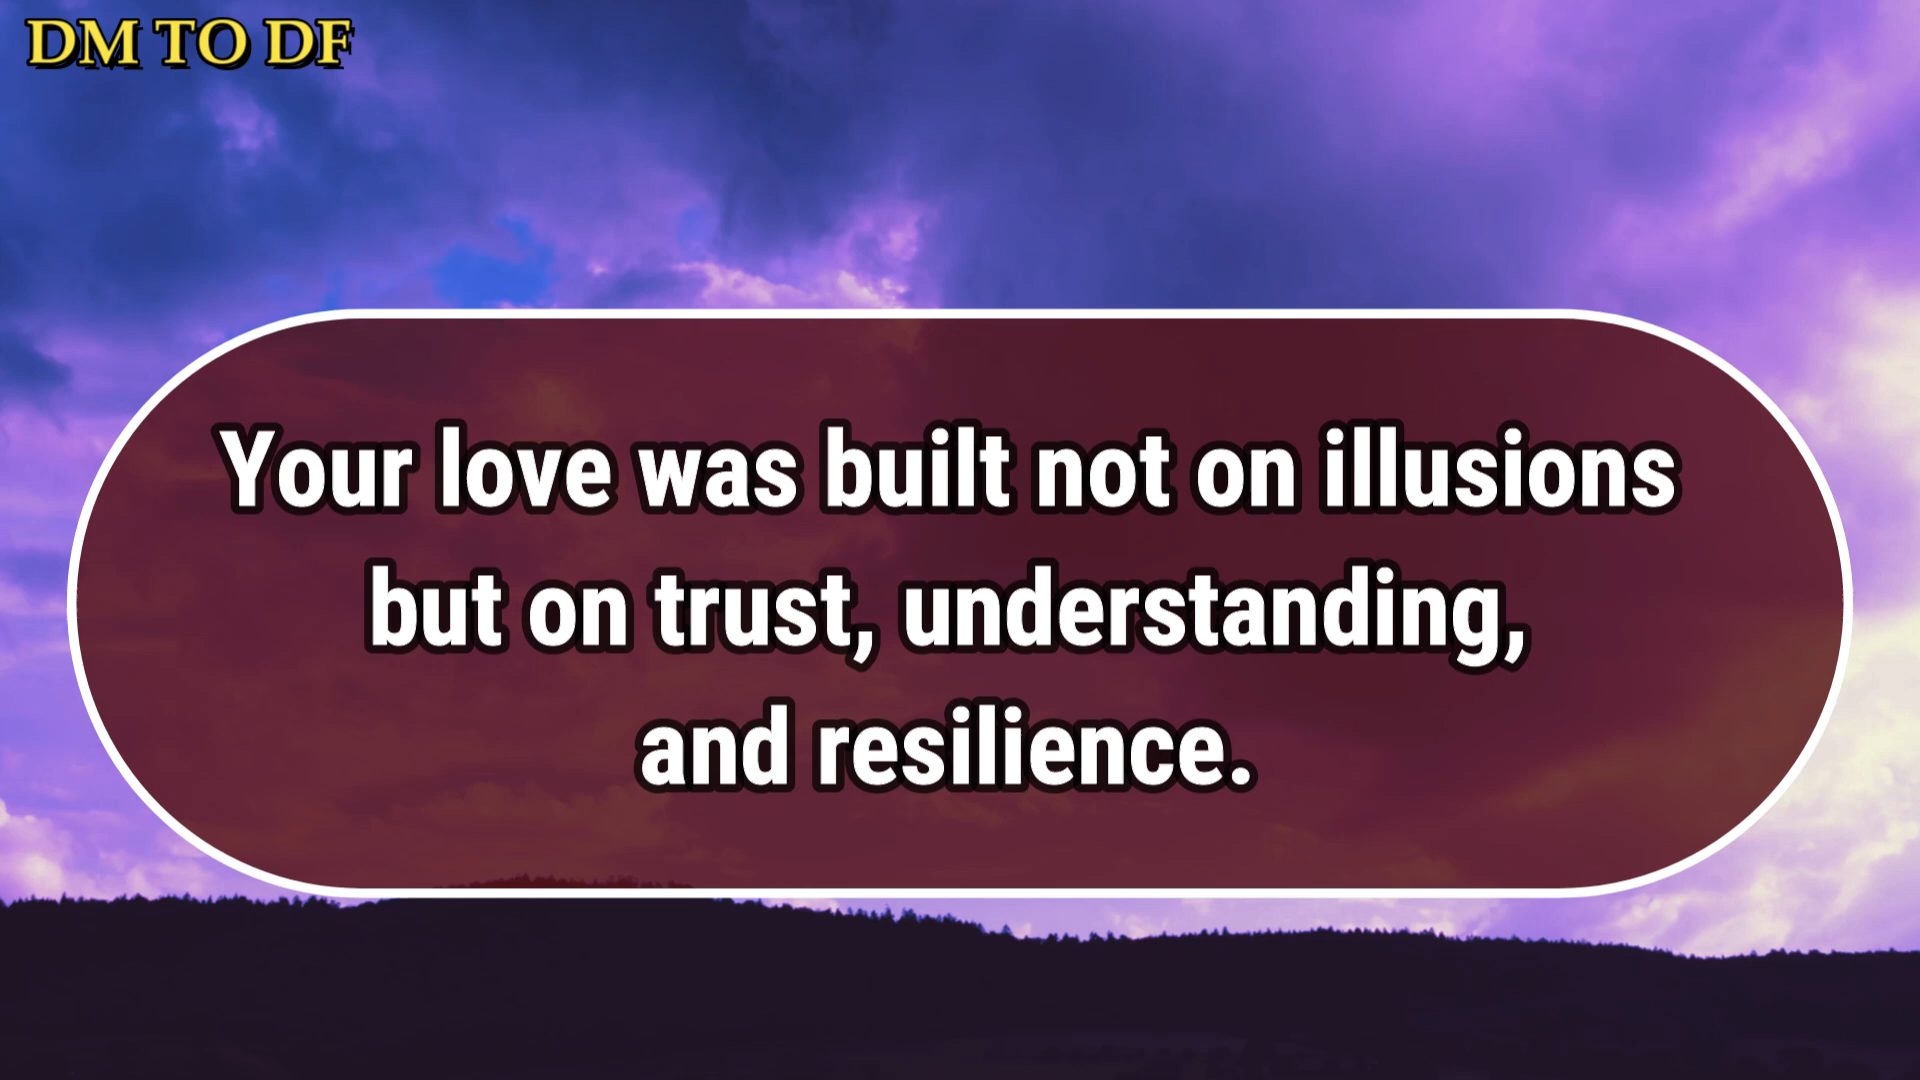 DM TO DF
Your love was built not on illusions
but on trust, understanding,
and resilience.